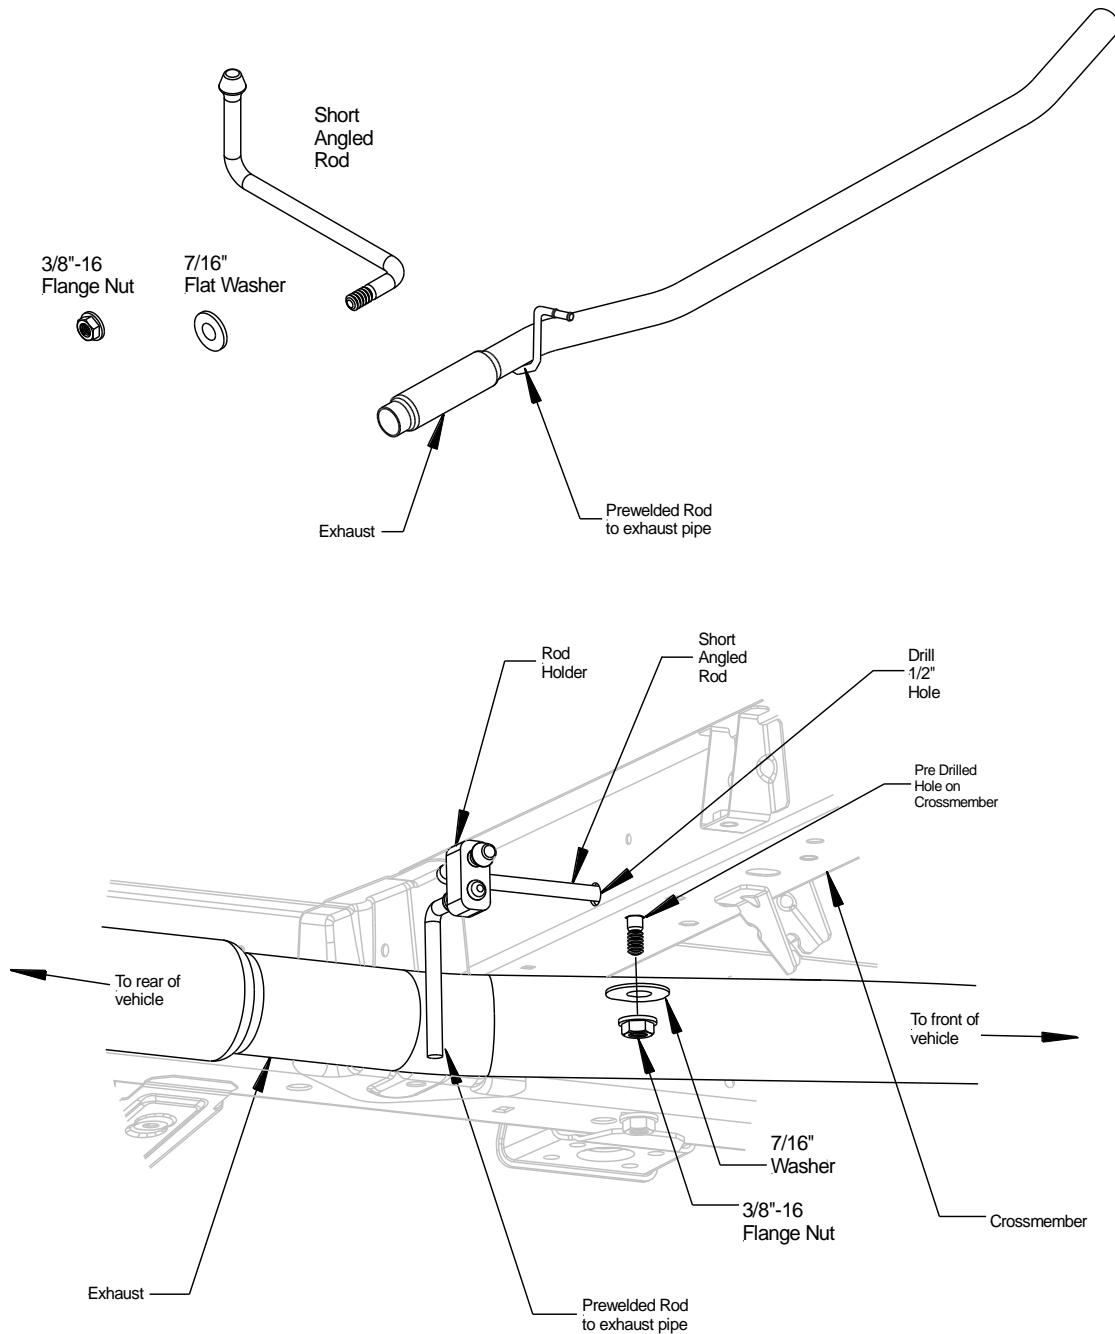 Short
Angled
Rod
3/8"-16
Flange Nut
7/16"
Flat Washer
Exhaust
Prewelded Rod
to exhaust pipe
Rod
Holder
Short
Angled
Rod
Drill
1/2"
Hole
Pre Drilled
Hole on
Crossmember
To rear of
vehicle
To front of
vehicle
7/16"
Washer
3/8"-16
Flange Nut
Crossmember
Exhaust
Prewelded Rod
to exhaust pipe